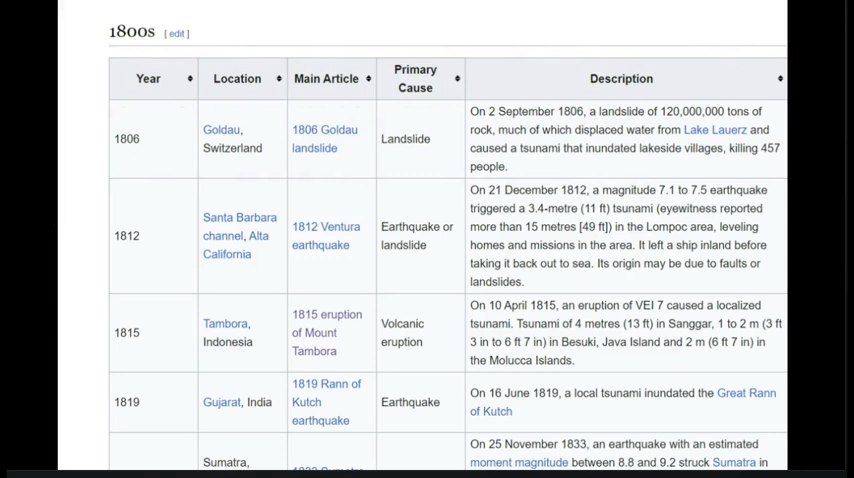 1800s [ edit ]
Year
Location
Main Article
Primary
Cause
Description
1806
Goldau,
Switzerland
1806 Goldau
landslide
Landslide
On 2 September 1806, a landslide of 120,000,000 tons of
rock, much of which displaced water from Lake Lauerz and
caused a tsunami that inundated lakeside villages, killing 457
people.
1812
Santa Barbara
channel, Alta
California
1812 Ventura
earthquake
Earthquake or
landslide
On 21 December 1812, a magnitude 7.1 to 7.5 earthquake
triggered a 3.4-metre (11 ft) tsunami (eyewitness reported
more than 15 metres [49 ft]) in the Lompoc area, leveling
homes and missions in the area. It left a ship inland before
taking it back out to sea. Its origin may be due to faults or
landslides.
1815
Tambora,
Indonesia
1815 eruption
of Mount
Tambora
Volcanic
eruption
On 10 April 1815, an eruption of VEI 7 caused a localized
tsunami. Tsunami of 4 metres (13 ft) in Sanggar, 1 to 2 m (3 ft
3 in to 6 ft 7 in) in Besuki, Java Island and 2 m (6 ft 7 in) in
the Molucca Islands.
1819
Gujarat, India
1819 Rann of
Kutch
earthquake
Earthquake
On 16 June 1819, a local tsunami inundated the Great Rann
of Kutch
Sumatra,
On 25 November 1833, an earthquake with an estimated
moment magnitude between 8.8 and 9.2 struck Sumatra in